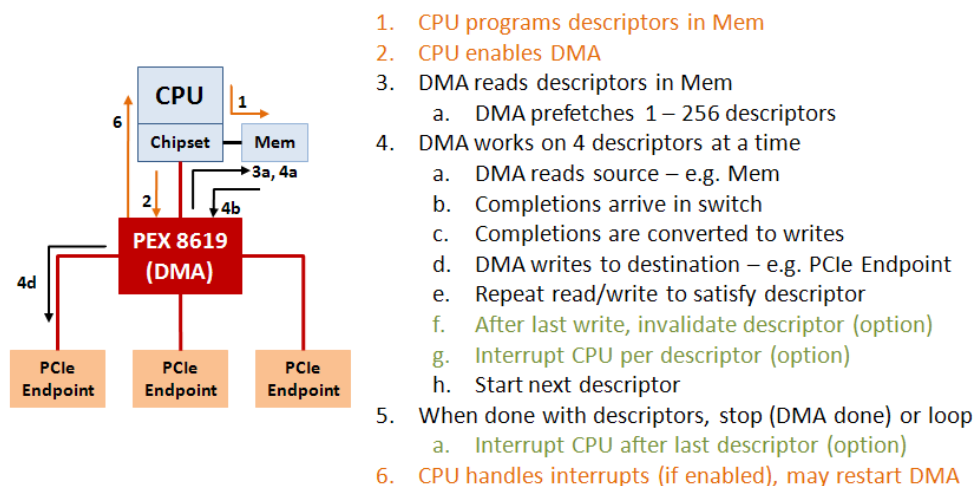 CPU
Chipset
Mem
1
6
3a, 4a
2
4b
PEX 8619
(DMA)
4d
PCIe
Endpoint
PCIe
Endpoint
PCIe
Endpoint
1. CPU programs descriptors in Mem
2. CPU enables DMA
3. DMA reads descriptors in Mem
a. DMA prefetches 1 – 256 descriptors
4. DMA works on 4 descriptors at a time
a. DMA reads source – e.g. Mem
b. Completions arrive in switch
c. Completions are converted to writes
d. DMA writes to destination – e.g. PCIe Endpoint
e. Repeat read/write to satisfy descriptor
f. After last write, invalidate descriptor (option)
g. Interrupt CPU per descriptor (option)
h. Start next descriptor
5. When done with descriptors, stop (DMA done) or loop
a. Interrupt CPU after last descriptor (option)
6. CPU handles interrupts (if enabled), may restart DMA